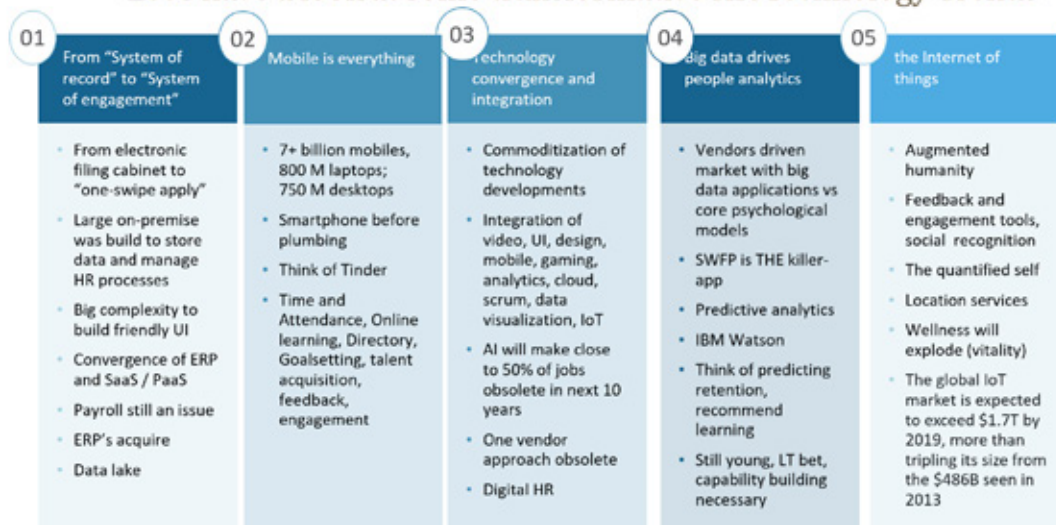 01
From “System of
record” to “System
of engagement”
From electronic
filing cabinet to
“one-swipe apply”
Large on-premise
was build to store
data and manage
HR processes
Big complexity to
build friendly UI
Convergence of ERP
and SaaS / PaaS
Payroll still an issue
ERP's acquire
Data lake
02
Mobile is everything
7+ billion mobiles,
800 M laptops;
750 M desktops
Smartphone before
plumbing
Think of Tinder
Time and
Attendance, Online
learning, Directory,
Goalsetting, talent
acquisition,
feedback,
engagement
03
Technology
convergence and
integration
Commoditization of
technology
developments
Integration of
video, UI, design,
mobile, gaming,
analytics, cloud,
scrum, data
visualization, IoT
AI will make close
to 50% of jobs
obsolete in next 10
years
One vendor
approach obsolete
Digital HR
04
Big data drives
people analytics
Vendors driven
market with big
data applications vs
core psychological
models
SWFP is THE killer-
app
Predictive analytics
IBM Watson
Think of predicting
retention,
recommend
learning
Still young, LT bet,
capability building
necessary
05
the Internet of
things
Augmented
humanity
Feedback and
engagement tools,
social recognition
The quantified self
Location services
Wellness will
explode (vitality)
The global IoT
market is expected
to exceed $1.7T by
2019, more than
tripling its size from
the $486B seen in
2013